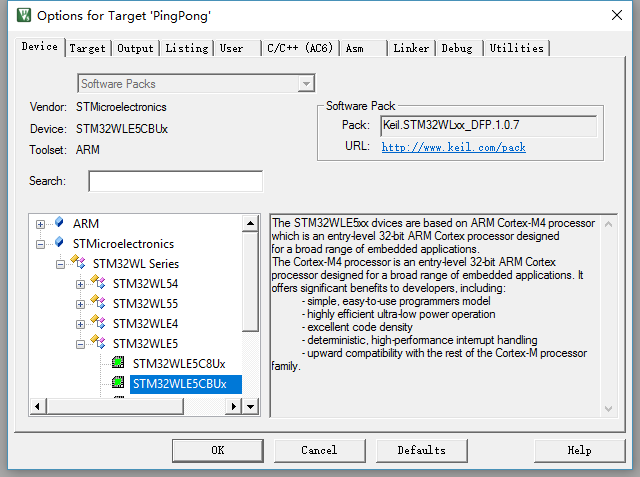 Options for Target 'PingPong'
Device Target Output Listing User C/C++ (AC6) Asm Linker Debug Utilities
Software Packs
Software Pack
Vendor: STMicroelectronics
Device: STM32WLE5CBUx
Toolset: ARM
Pack: Keil.STM32WLxx_DFP.1.0.7
URL: http://www.keil.com/pack
Search:
ARM
STMicroelectronics
STM32WL Series
STM32WL54
STM32WL55
STM32WLE4
STM32WLE5
STM32WLE5C8Ux
STM32WLE5CBUx
The STM32WLE5xx dvices are based on ARM Cortex-M4 processor
which is an entry-level 32-bit ARM Cortex processor designed
for a broad range of embedded applications.
The Cortex-M4 processor is an entry-level 32-bit ARM Cortex
processor designed for a broad range of embedded applications. It
offers significant benefits to developers, including:
- simple, easy-to-use programmers model
- highly efficient ultra-low power operation
- excellent code density
- deterministic, high-performance interrupt handling
- upward compatibility with the rest of the Cortex-M processor
family.
OK Cancel Defaults Help